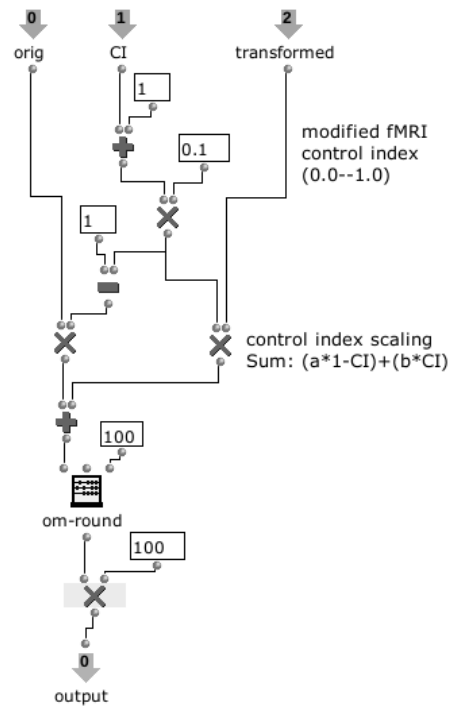 0 1 2
orig CI transformed
1
modified fMRI
control index
(0.0--1.0)
0.1
1
control index scaling
Sum: (a*1-CI)+(b*CI)
100
om-round
100
0
output